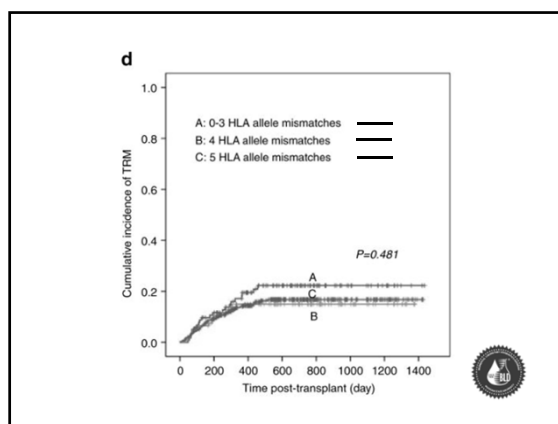 d
Cumulative incidence of TRM
1.0
0.8
0.6
0.4
0.2
0.0
A: 0-3 HLA allele mismatches
B: 4 HLA allele mismatches
C: 5 HLA allele mismatches
P=0.481
A
C
B
0 200 400 600 800 1000 1200 1400
Time post-transplant (day)